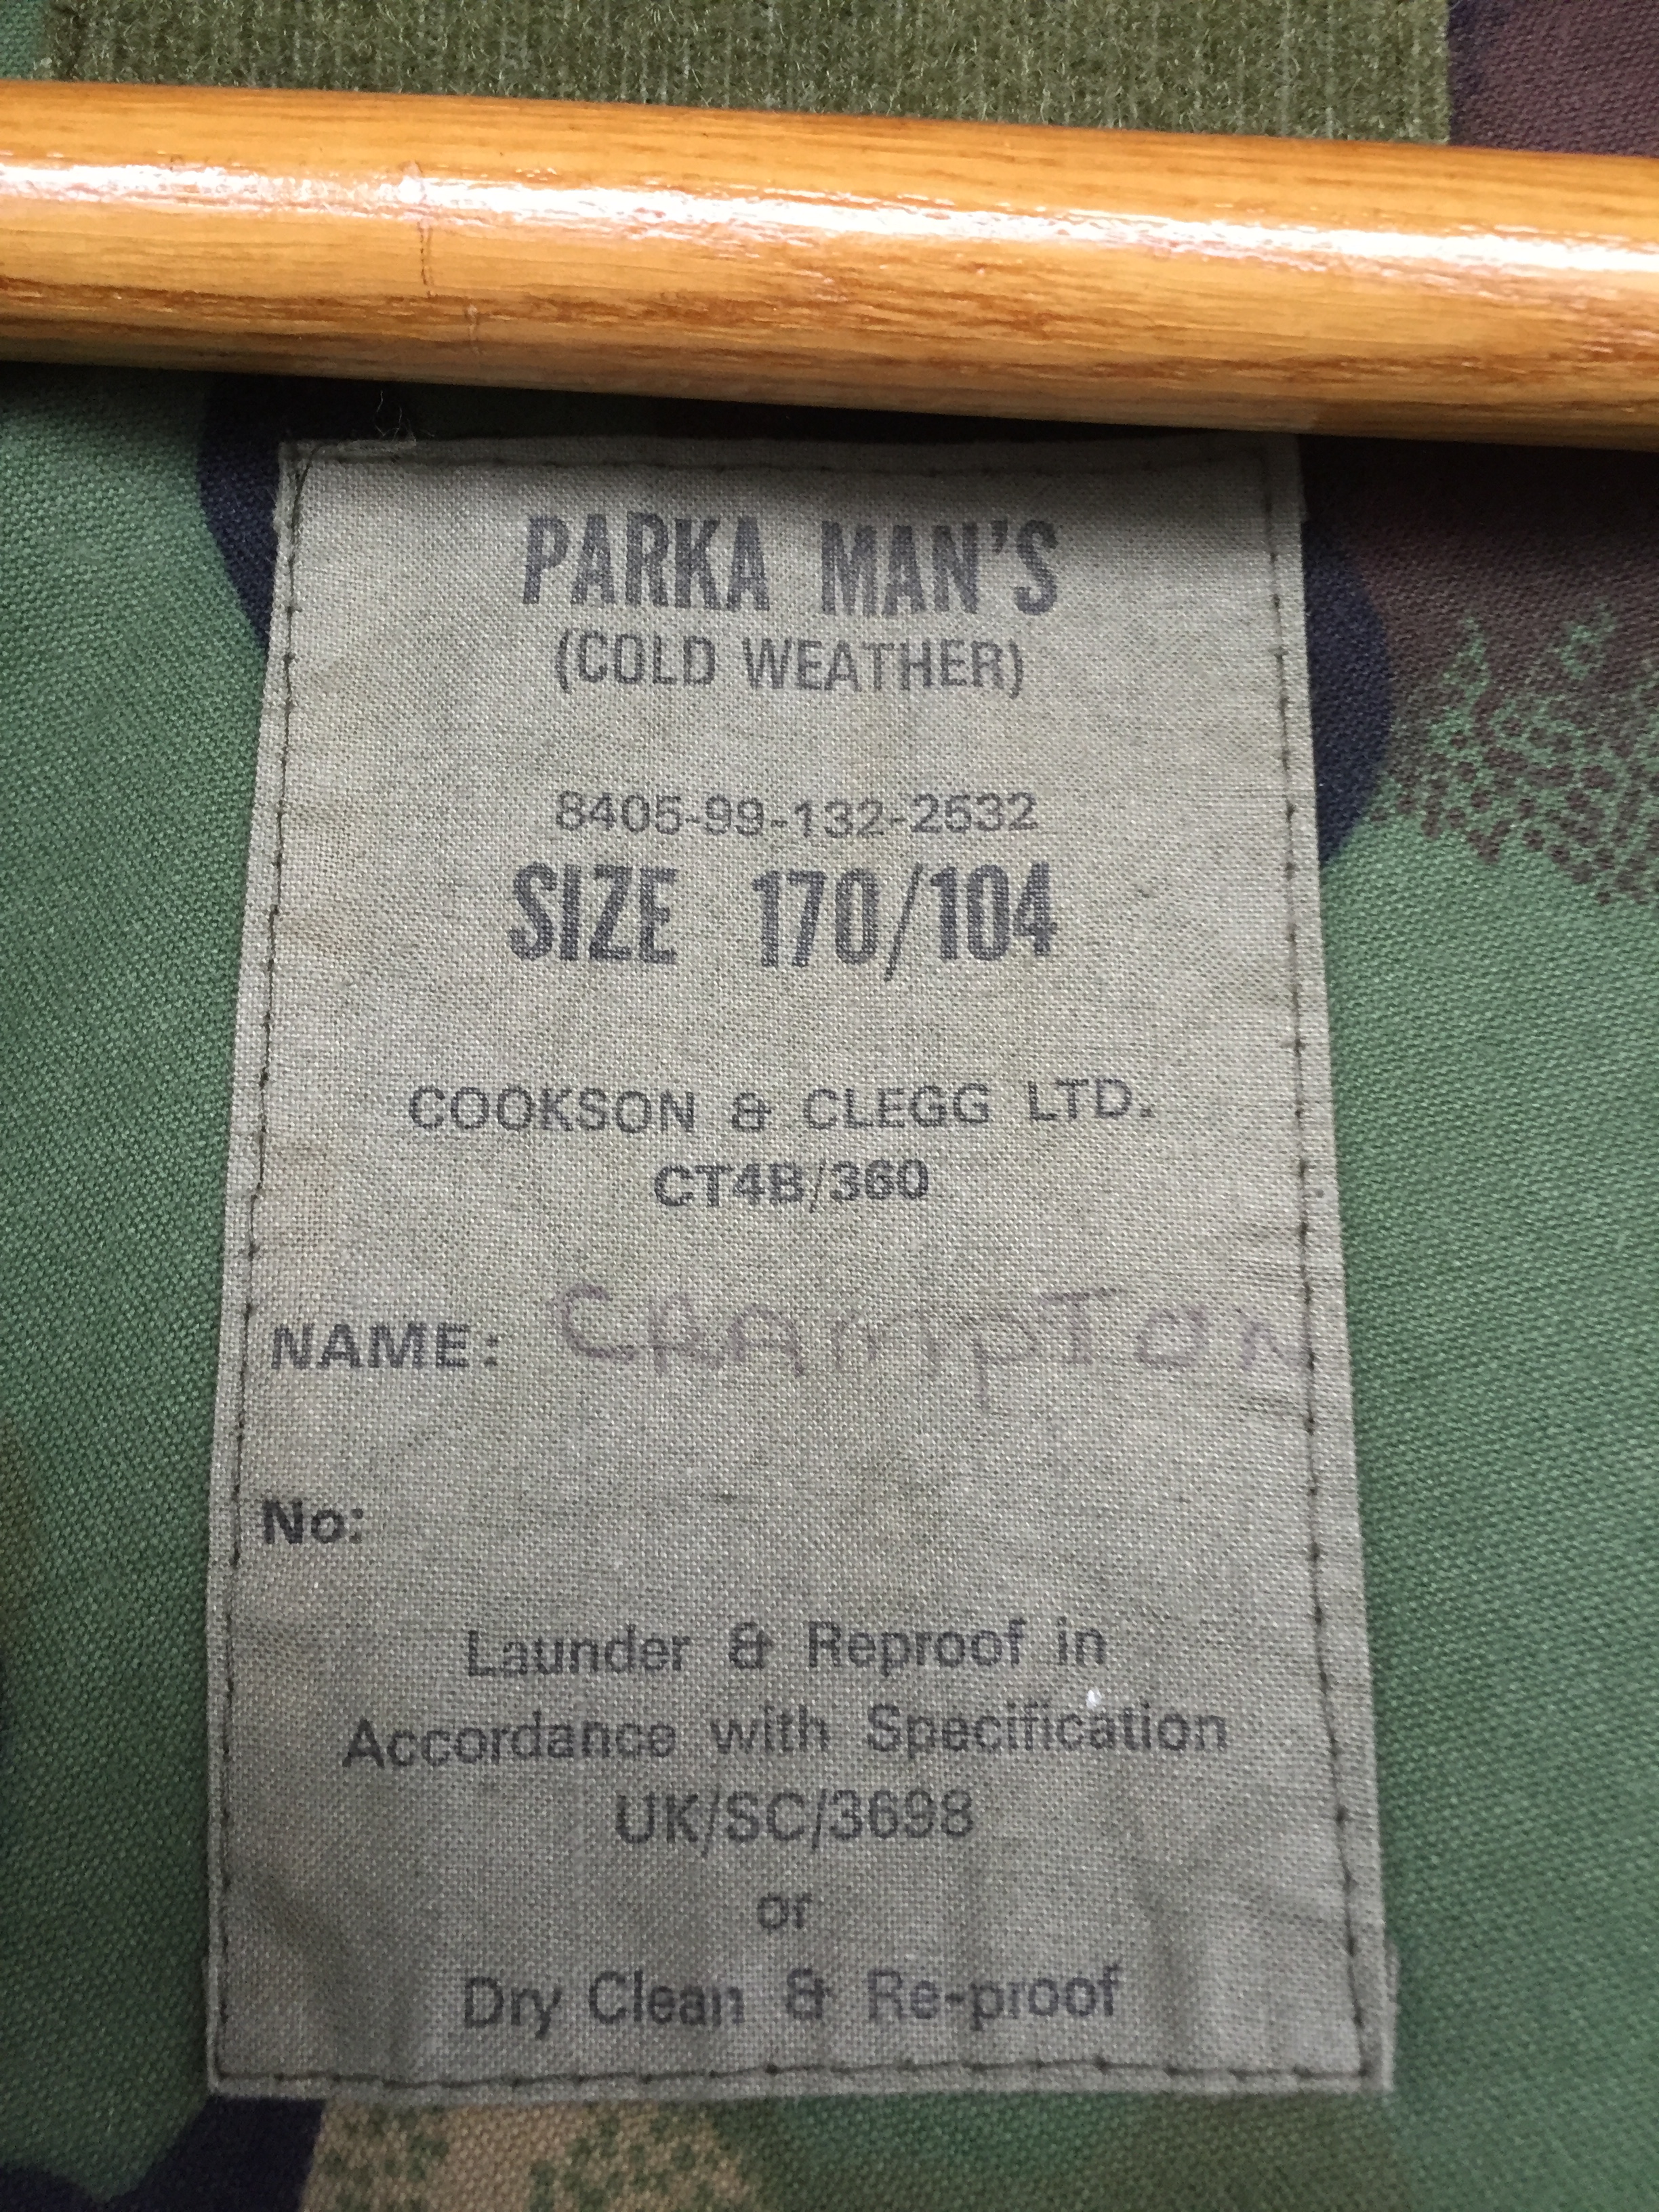 PARKA MAN'S
(COLD WEATHER)
8405-99-132-2632
SIZE 170/104
COOKSON & CLEGG LTD.
CT4B/360
NAME: CRAMPTON
No:
Launder & Reproof in
Accordance with Specification
UK/SC/3698
or
Dry Clean & Re-proof